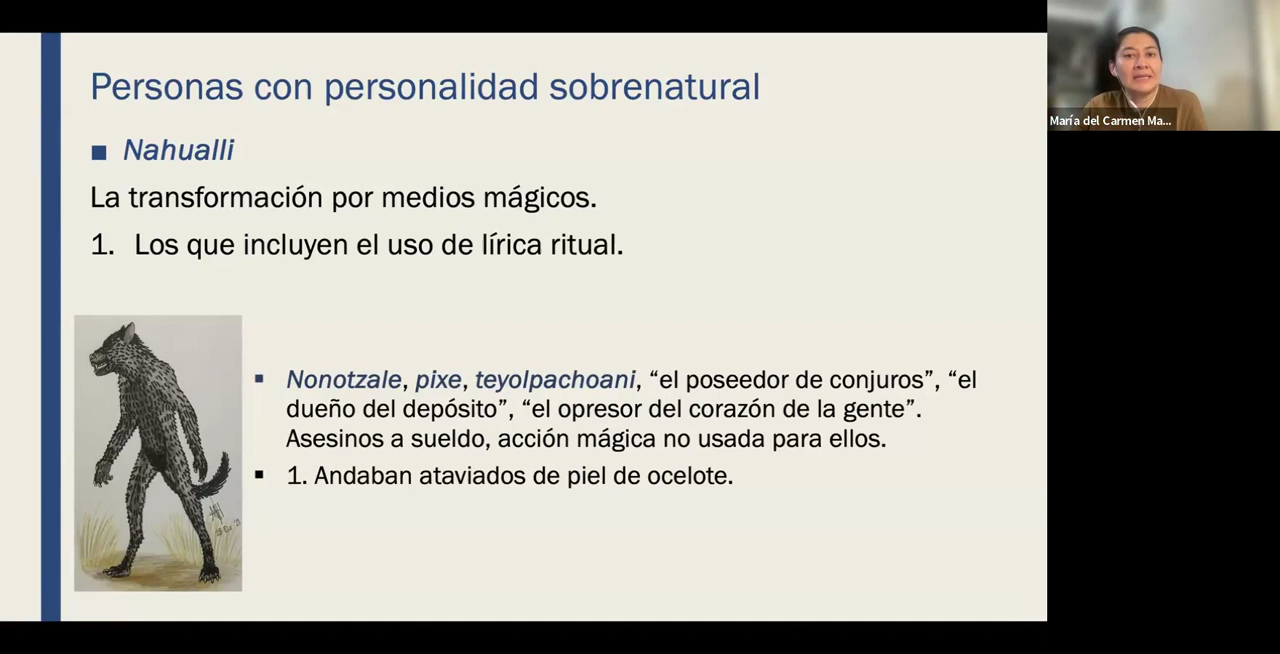 Personas con personalidad sobrenatural
■ Nahualli
La transformación por medios mágicos.
1. Los que incluyen el uso de lírica ritual.
▪ Nonotzale, pixe, teyolpachoani, “el poseedor de conjuros”, “el
dueño del depósito”, “el opresor del corazón de la gente”.
Asesinos a sueldo, acción mágica no usada para ellos.
▪ 1. Andaban ataviados de piel de ocelote.
María del Carmen Ma...